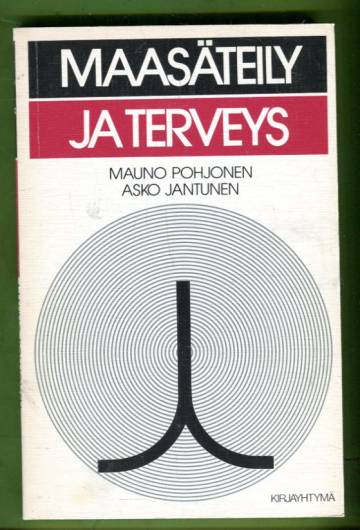 MAASÄTEILY
JA TERVEYS
MAUNO POHJONEN
ASKO JANTUNEN
KIRJAYHTYMÄ